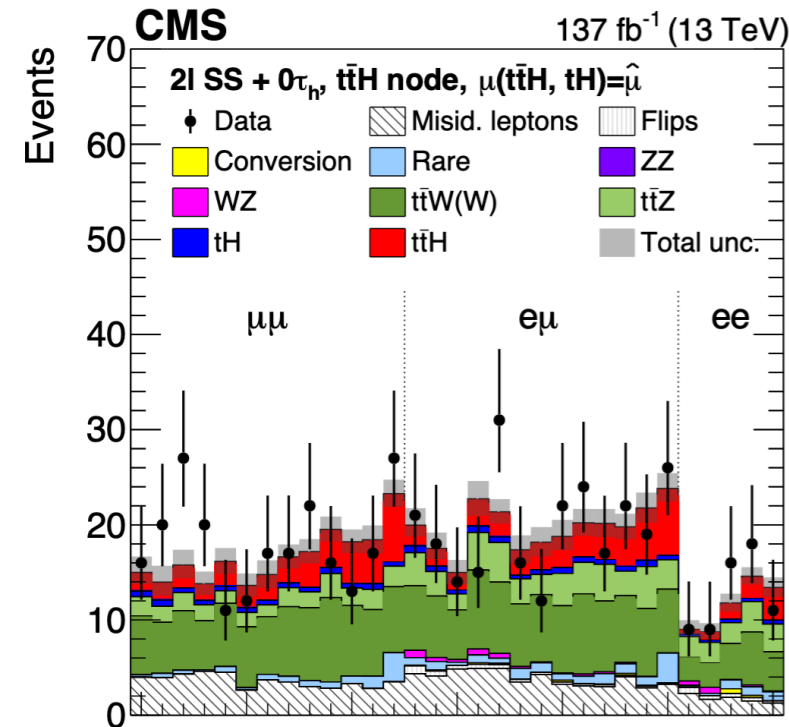 CMS 137 fb⁻¹ (13 TeV)
Events
70
60
50
40
30
20
10
0
2l SS + 0τₕ, tt̄H node, μ(tt̄H, tH)=μ̂
Data Misid. leptons Flips
Conversion Rare ZZ
WZ tt̄W(W) tt̄Z
tH tt̄H Total unc.
μμ eμ ee